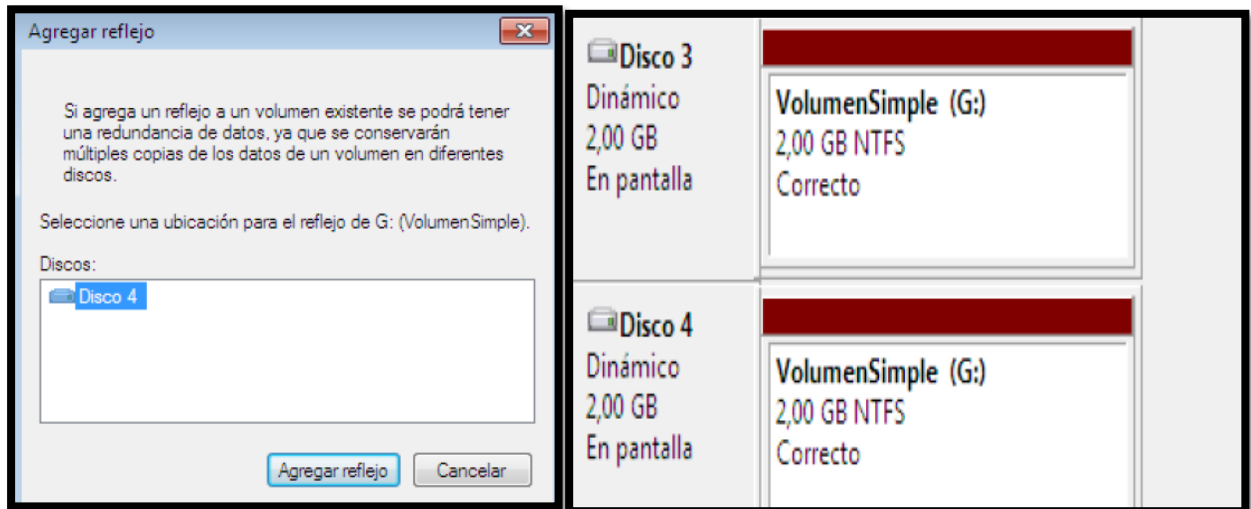 Agregar reflejo
Si agrega un reflejo a un volumen existente se podrá tener
una redundancia de datos, ya que se conservarán
múltiples copias de los datos de un volumen en diferentes
discos.
Seleccione una ubicación para el reflejo de G: (VolumenSimple).
Discos:
Disco 4
Agregar reflejo
Cancelar
Disco 3
Dinámico
2,00 GB
En pantalla
VolumenSimple (G:)
2,00 GB NTFS
Correcto
Disco 4
Dinámico
2,00 GB
En pantalla
VolumenSimple (G:)
2,00 GB NTFS
Correcto